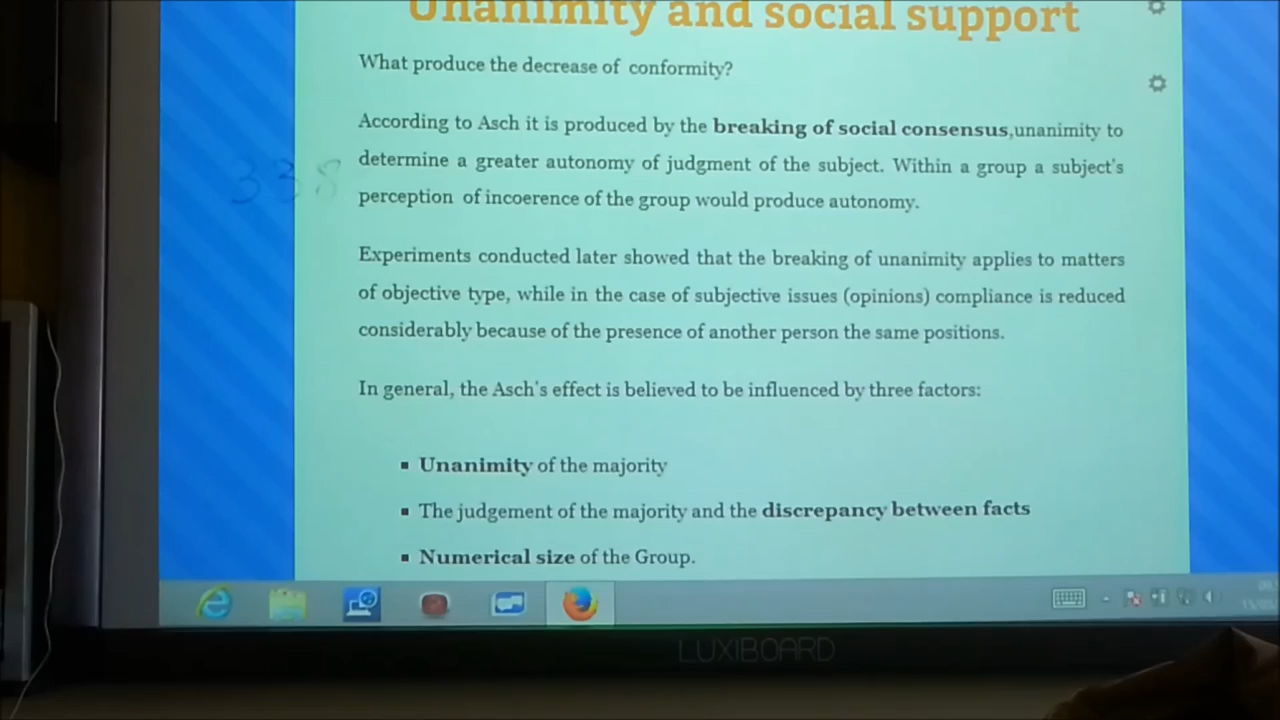 Unanimity and social support
What produce the decrease of conformity?
According to Asch it is produced by the breaking of social consensus,unanimity to
determine a greater autonomy of judgment of the subject. Within a group a subject's
perception of incoerence of the group would produce autonomy.
338
Experiments conducted later showed that the breaking of unanimity applies to matters
of objective type, while in the case of subjective issues (opinions) compliance is reduced
considerably because of the presence of another person the same positions.
In general, the Asch's effect is believed to be influenced by three factors:
▪ Unanimity of the majority
▪ The judgement of the majority and the discrepancy between facts
▪ Numerical size of the Group.
LUXIBOARD